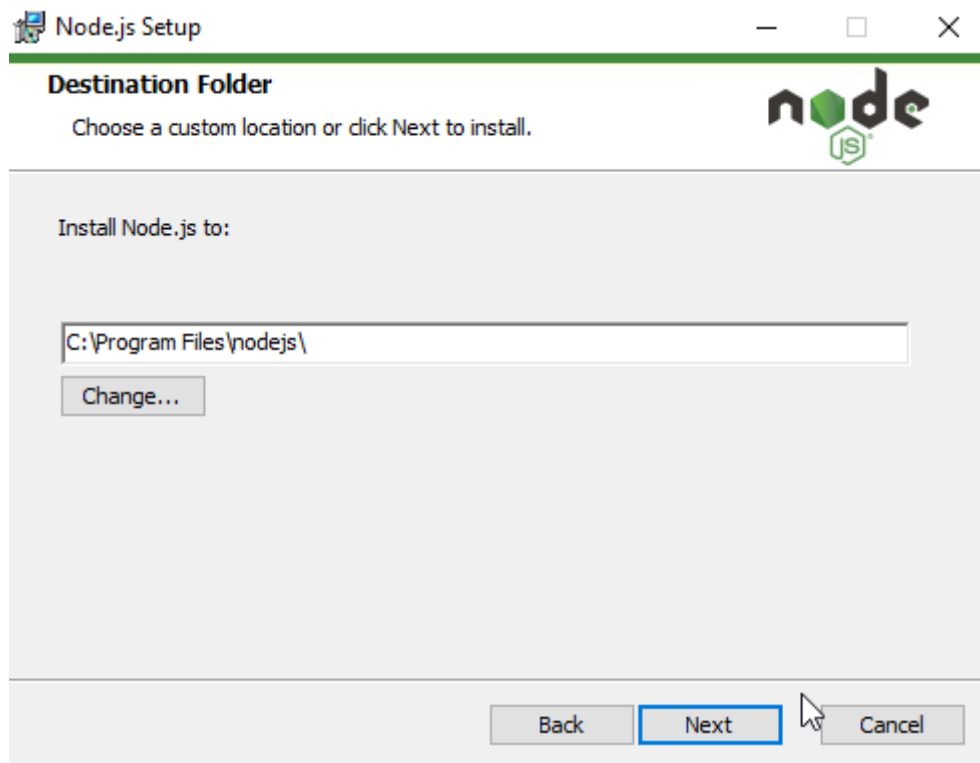 Node.js Setup
Destination Folder
Choose a custom location or click Next to install.
node
JS
Install Node.js to:
C:\Program Files\nodejs\
Change...
Back
Next
Cancel